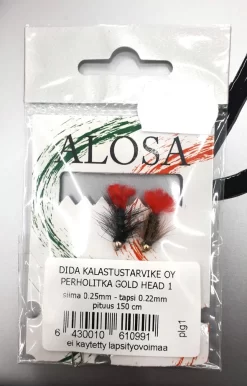 ALOSA
DIDA KALASTUSTARVIKE OY
PERHOLITKA GOLD HEAD 1
siima 0.25mm - tapsi 0.22mm
pituus 150 cm
6 430010 610991
ei käytetty lapsityövoimaa
plg1